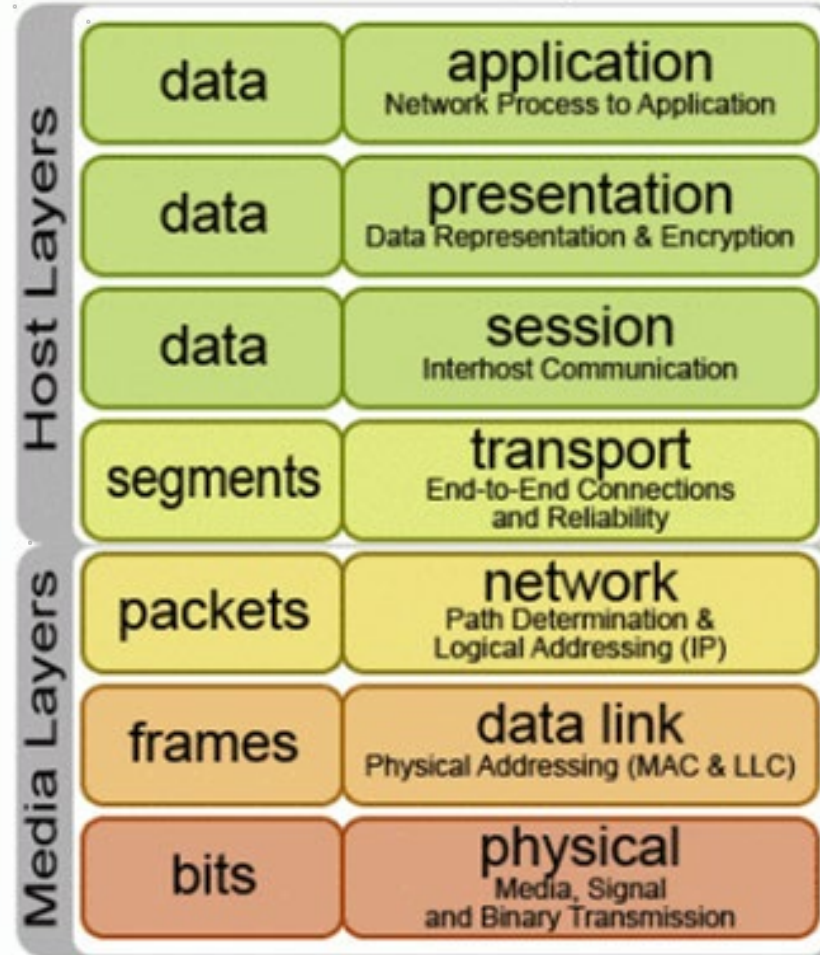 Host Layers
data
application
Network Process to Application
data
presentation
Data Representation & Encryption
data
session
Interhost Communication
segments
transport
End-to-End Connections
and Reliability
Media Layers
packets
network
Path Determination &
Logical Addressing (IP)
frames
data link
Physical Addressing (MAC & LLC)
bits
physical
Media, Signal
and Binary Transmission